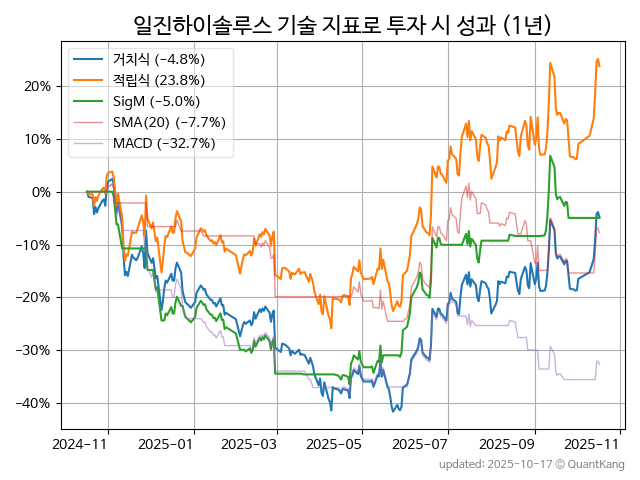 일진하이솔루스 기술 지표로 투자 시 성과 (1년)
거치식 (−4.8%)
적립식 (23.8%)
SigM (−5.0%)
SMA(20) (−7.7%)
MACD (−32.7%)
20%
10%
0%
−10%
−20%
−30%
−40%
2024-11 2025-01 2025-03 2025-05 2025-07 2025-09 2025-11
updated: 2025-10-17 © QuantKang